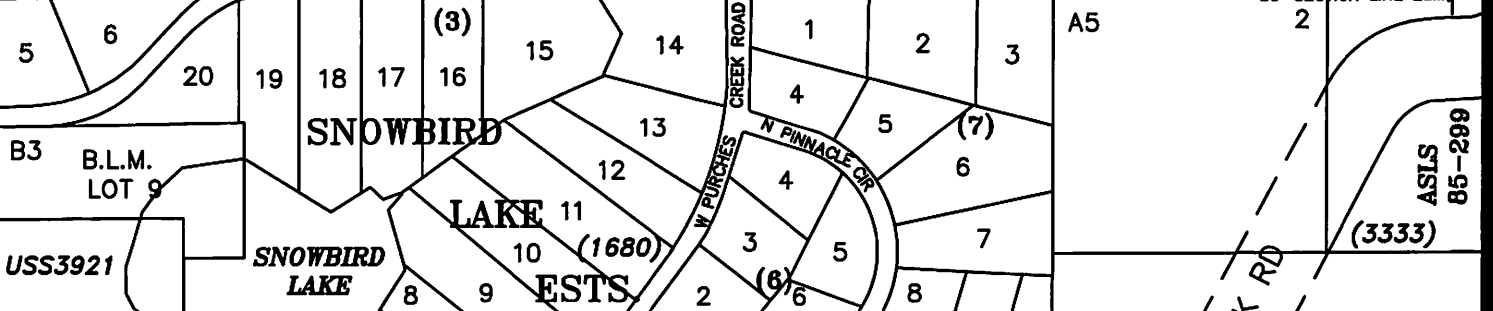 5
6
20
19
18
17
(3)
16
15
14
CREEK ROAD
1
2
3
A5
2
4
5
(7)
6
13
12
11
10
9
8
SNOWBIRD
LAKE
ESTS
(1680)
W PURCHES
N PINNACLE CIR
4
3
5
2
(6)
6
7
8
B3
B.L.M.
LOT 9
USS3921
SNOWBIRD
LAKE
ASLS
85-299
(3333)
RD